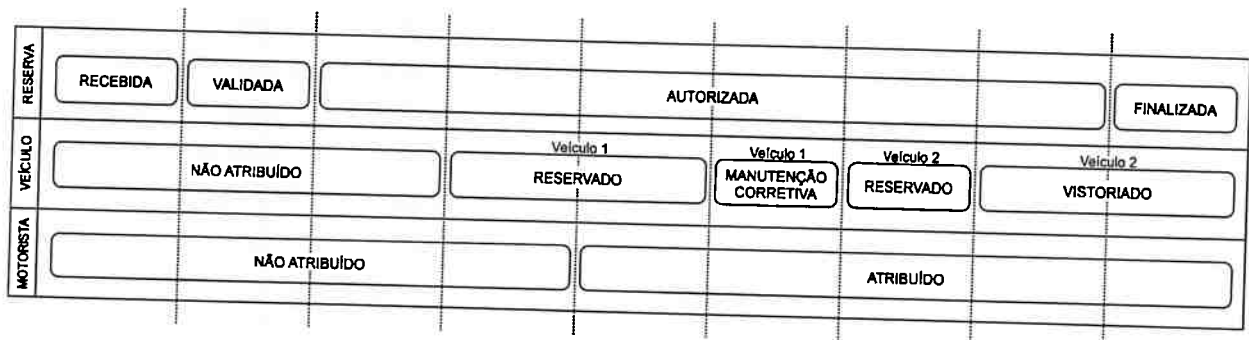 RESERVA
RECEBIDA
VALIDADA
AUTORIZADA
FINALIZADA
VEÍCULO
NÃO ATRIBUÍDO
Veículo 1
RESERVADO
Veículo 1
MANUTENÇÃO
CORRETIVA
Veículo 2
RESERVADO
Veículo 2
VISTORIADO
MOTORISTA
NÃO ATRIBUÍDO
ATRIBUÍDO